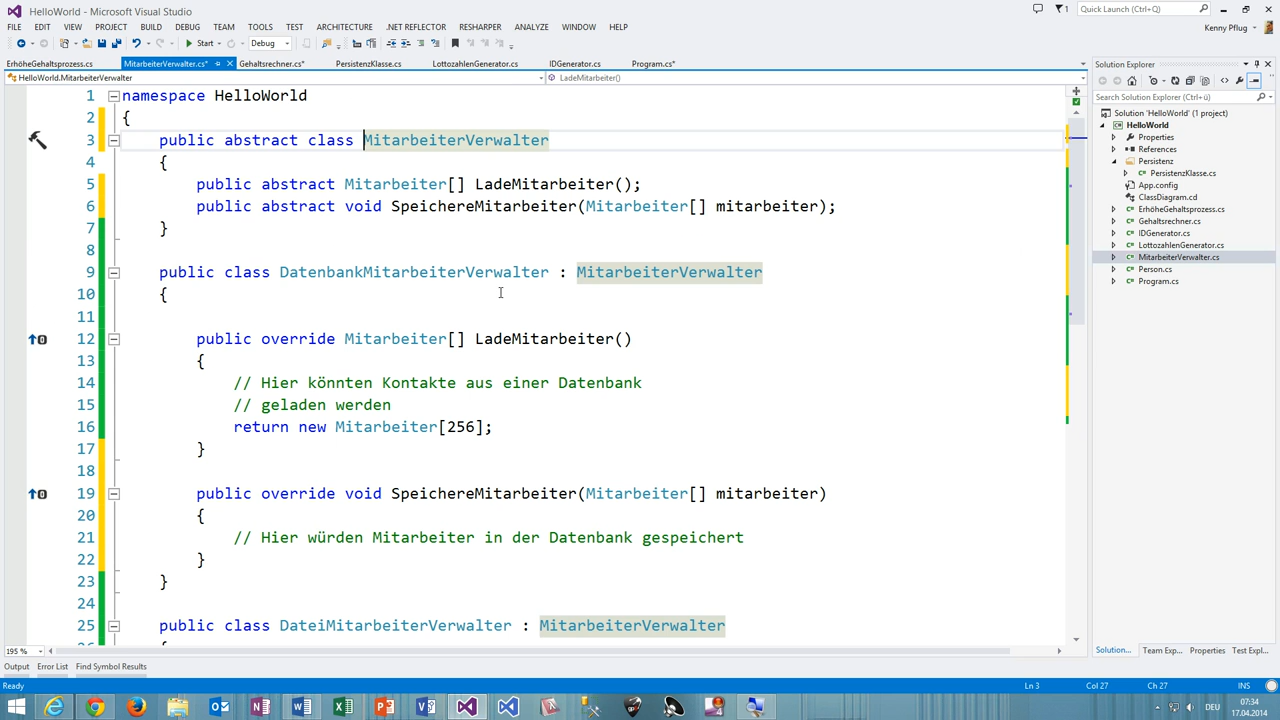 HelloWorld - Microsoft Visual Studio
Quick Launch (Ctrl+Q)
FILE EDIT VIEW PROJECT BUILD DEBUG TEAM TOOLS TEST ARCHITECTURE .NET REFLECTOR RESHARPER ANALYZE WINDOW HELP
Kenny Pflug
Start Debug
ErhöheGehaltsprozess.cs MitarbeiterVerwalter.cs* Gehaltsrechner.cs* PersistenzKlasse.cs LottozahlenGenerator.cs IDGenerator.cs Program.cs*
HelloWorld.MitarbeiterVerwalter LadeMitarbeiter()
1 namespace HelloWorld
2 {
3 public abstract class MitarbeiterVerwalter
4 {
5 public abstract Mitarbeiter[] LadeMitarbeiter();
6 public abstract void SpeichereMitarbeiter(Mitarbeiter[] mitarbeiter);
7 }
8
9 public class DatenbankMitarbeiterVerwalter : MitarbeiterVerwalter
10 {
11
12 public override Mitarbeiter[] LadeMitarbeiter()
13 {
14 // Hier könnten Kontakte aus einer Datenbank
15 // geladen werden
16 return new Mitarbeiter[256];
17 }
18
19 public override void SpeichereMitarbeiter(Mitarbeiter[] mitarbeiter)
20 {
21 // Hier würden Mitarbeiter in der Datenbank gespeichert
22 }
23 }
24
25 public class DateiMitarbeiterVerwalter : MitarbeiterVerwalter
195 %
Solution Explorer
Search Solution Explorer (Ctrl+ü)
Solution 'HelloWorld' (1 project)
HelloWorld
Properties
References
Persistenz
PersistenzKlasse.cs
App.config
ClassDiagram.cd
ErhöheGehaltsprozess.cs
Gehaltsrechner.cs
IDGenerator.cs
LottozahlenGenerator.cs
MitarbeiterVerwalter.cs
Person.cs
Program.cs
Solution... Team Exp... Properties Test Expl...
Output Error List Find Symbol Results
Ready Ln 3 Col 27 Ch 27 INS
DEU
07:34
17.04.2014